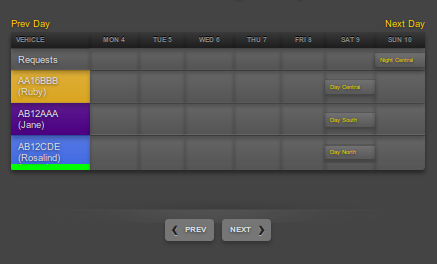 Prev Day Next Day
VEHICLE MON 4 TUE 5 WED 6 THU 7 FRI 8 SAT 9 SUN 10
Requests Night Central
AA16BBB
(Ruby)
Day Central
AB12AAA
(Jane)
Day South
AB12CDE
(Rosalind)
Day North
PREV NEXT